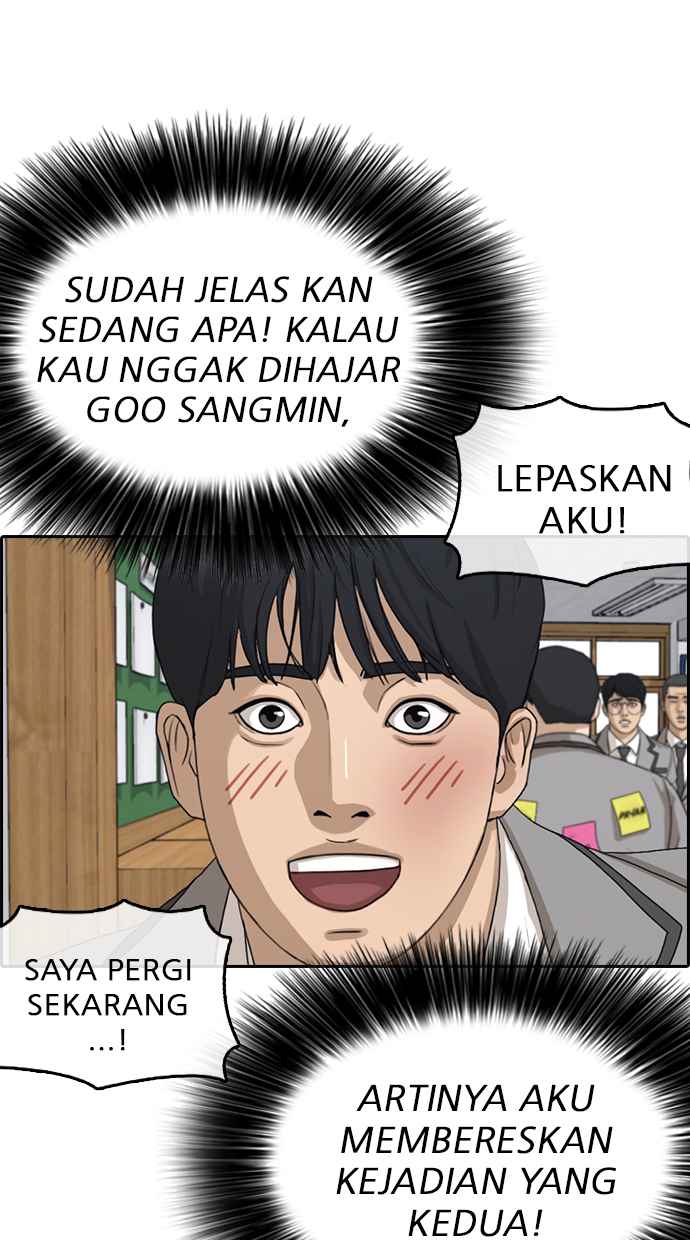 SUDAH JELAS KAN
SEDANG APA! KALAU
KAU NGGAK DIHAJAR
GOO SANGMIN,
LEPASKAN
AKU!
SAYA PERGI
SEKARANG
...!
ARTINYA AKU
MEMBERESKAN
KEJADIAN YANG
KEDUA!